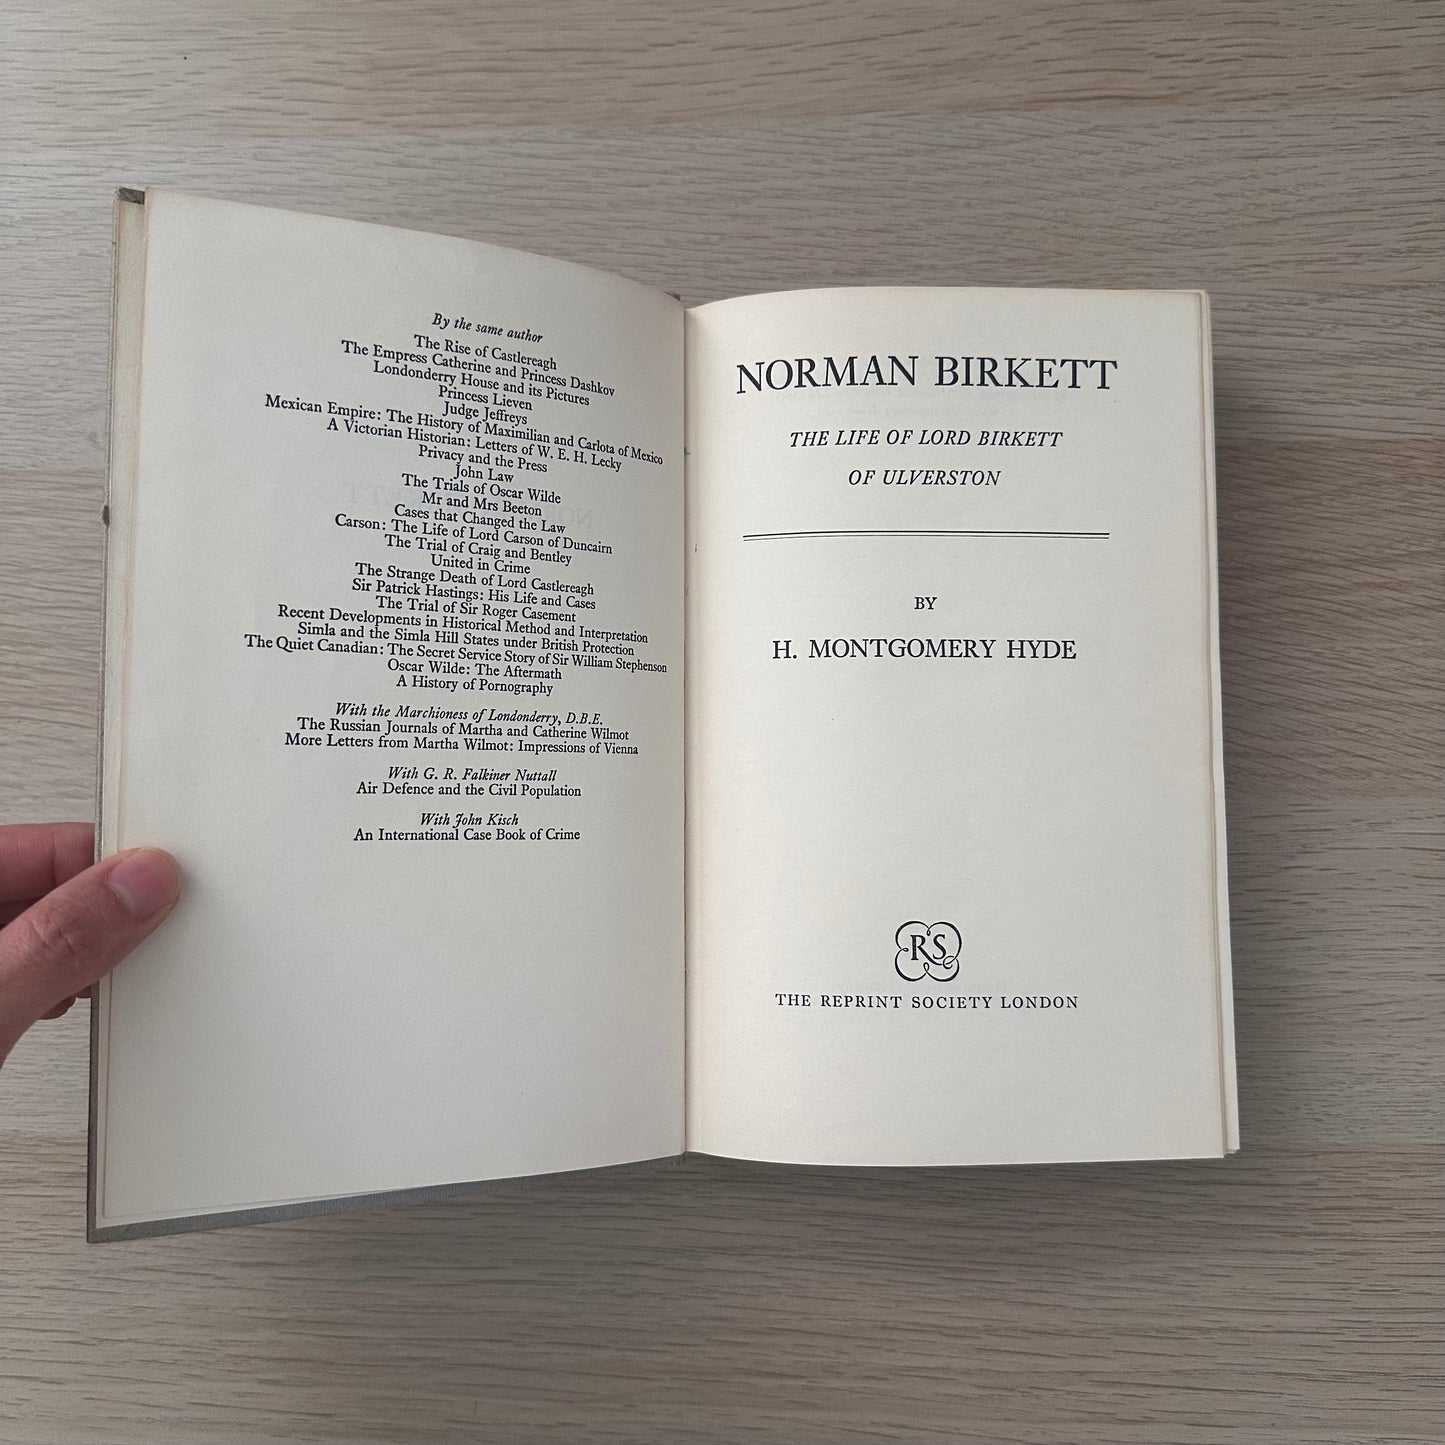 By the same author
The Rise of Castlereagh
The Empress Catherine and Princess Dashkov
Londonderry House and its Pictures
Princess Lieven
Judge Jeffreys
Mexican Empire: The History of Maximilian and Carlota of Mexico
A Victorian Historian: Letters of W. E. H. Lecky
Privacy and the Press
John Law
The Trials of Oscar Wilde
Mr and Mrs Beeton
Cases that Changed the Law
Carson: The Life of Lord Carson of Duncairn
The Trial of Craig and Bentley
United in Crime
The Strange Death of Lord Castlereagh
Sir Patrick Hastings: His Life and Cases
The Trial of Sir Roger Casement
Recent Developments in Historical Method and Interpretation
Simla and the Simla Hill States under British Protection
The Quiet Canadian: The Secret Service Story of Sir William Stephenson
Oscar Wilde: The Aftermath
A History of Pornography
With the Marchioness of Londonderry, D.B.E.
The Russian Journals of Martha and Catherine Wilmot
More Letters from Martha Wilmot: Impressions of Vienna
With G. R. Falkiner Nuttall
Air Defence and the Civil Population
With John Kisch
An International Case Book of Crime
NORMAN BIRKETT
THE LIFE OF LORD BIRKETT
OF ULVERSTON
BY
H. MONTGOMERY HYDE
RS
THE REPRINT SOCIETY LONDON